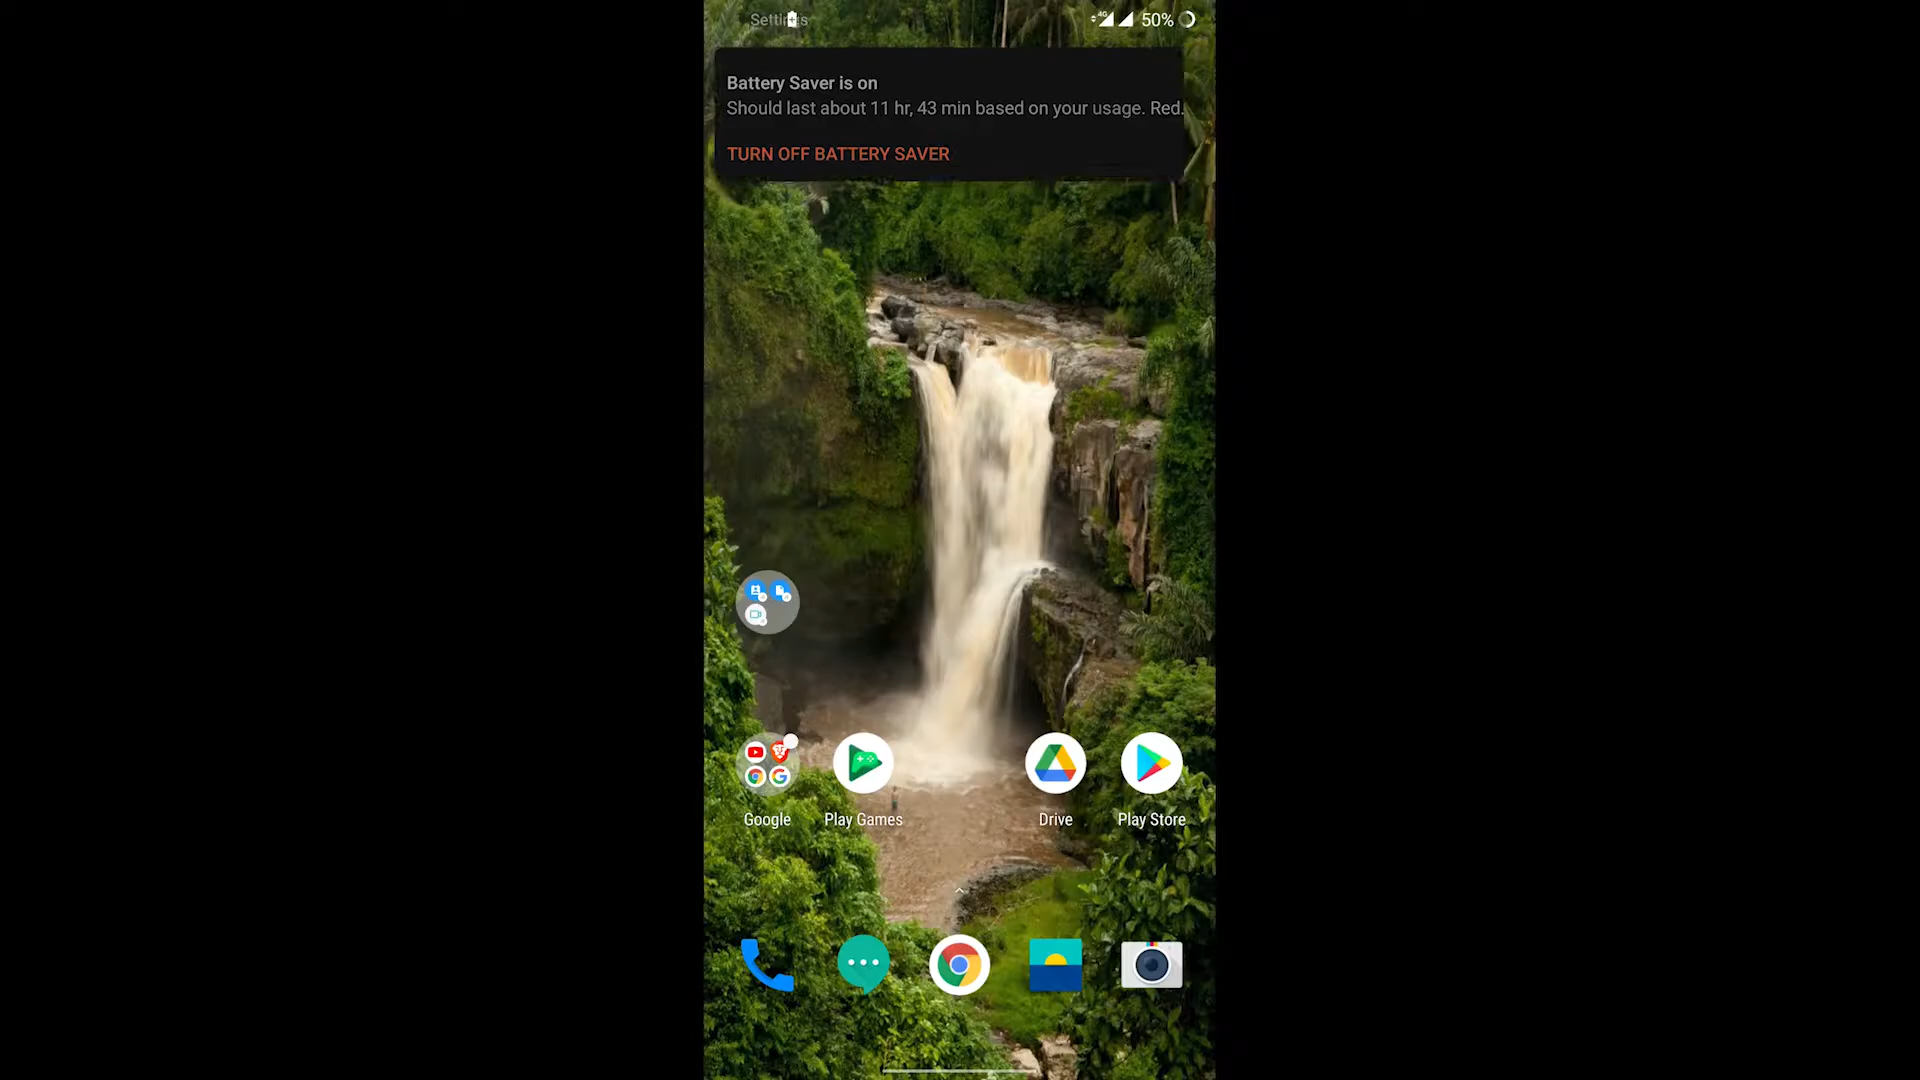 Settings
4G 50%
Battery Saver is on
Should last about 11 hr, 43 min based on your usage. Red.
TURN OFF BATTERY SAVER
Google Play Games Drive Play Store